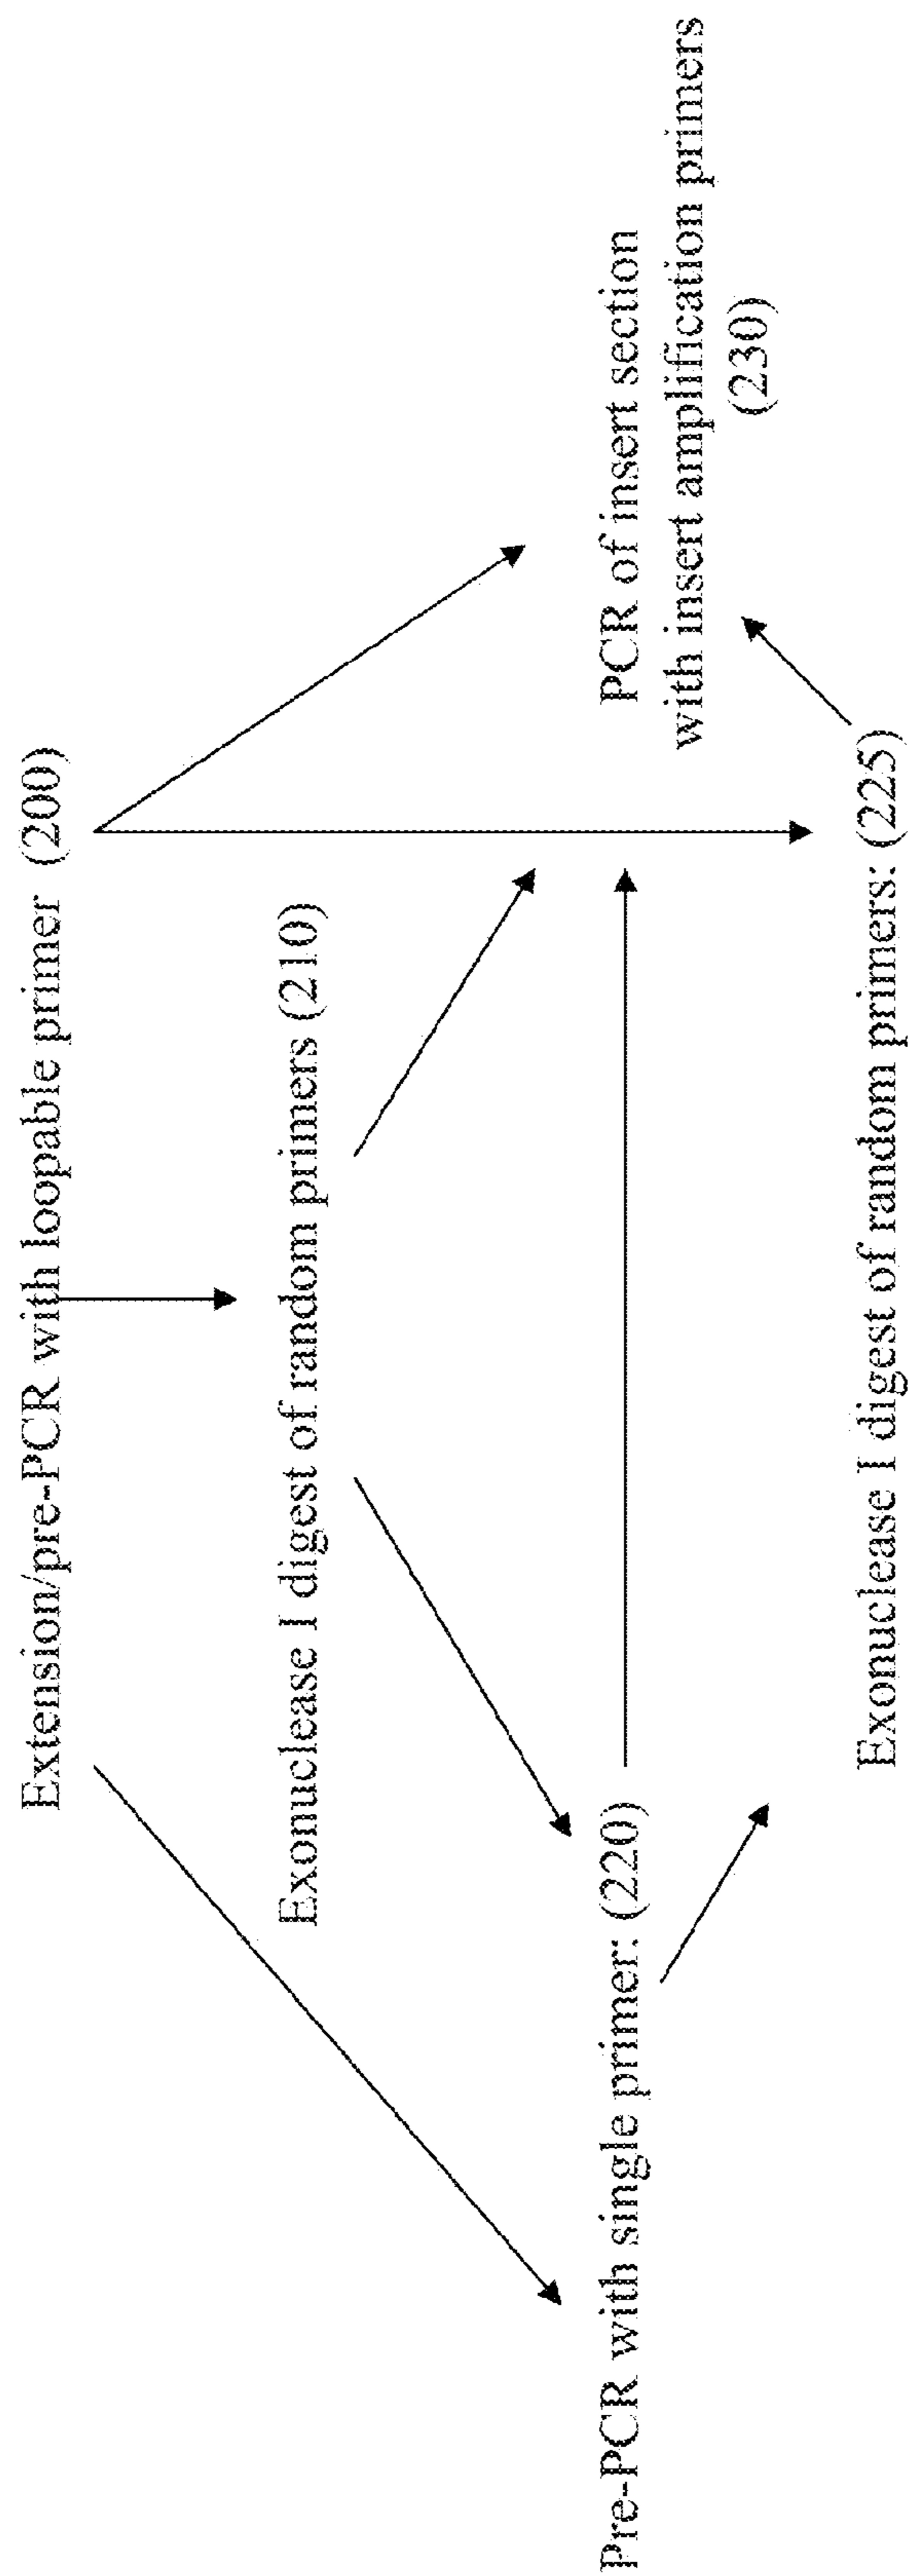 Extension/pre-PCR with loopable primer (200)
Exonuclease I digest of random primers (210)
Pre-PCR with single primer: (220)
PCR of insert section
with insert amplification primers
(230)
Exonuclease I digest of random primers: (225)